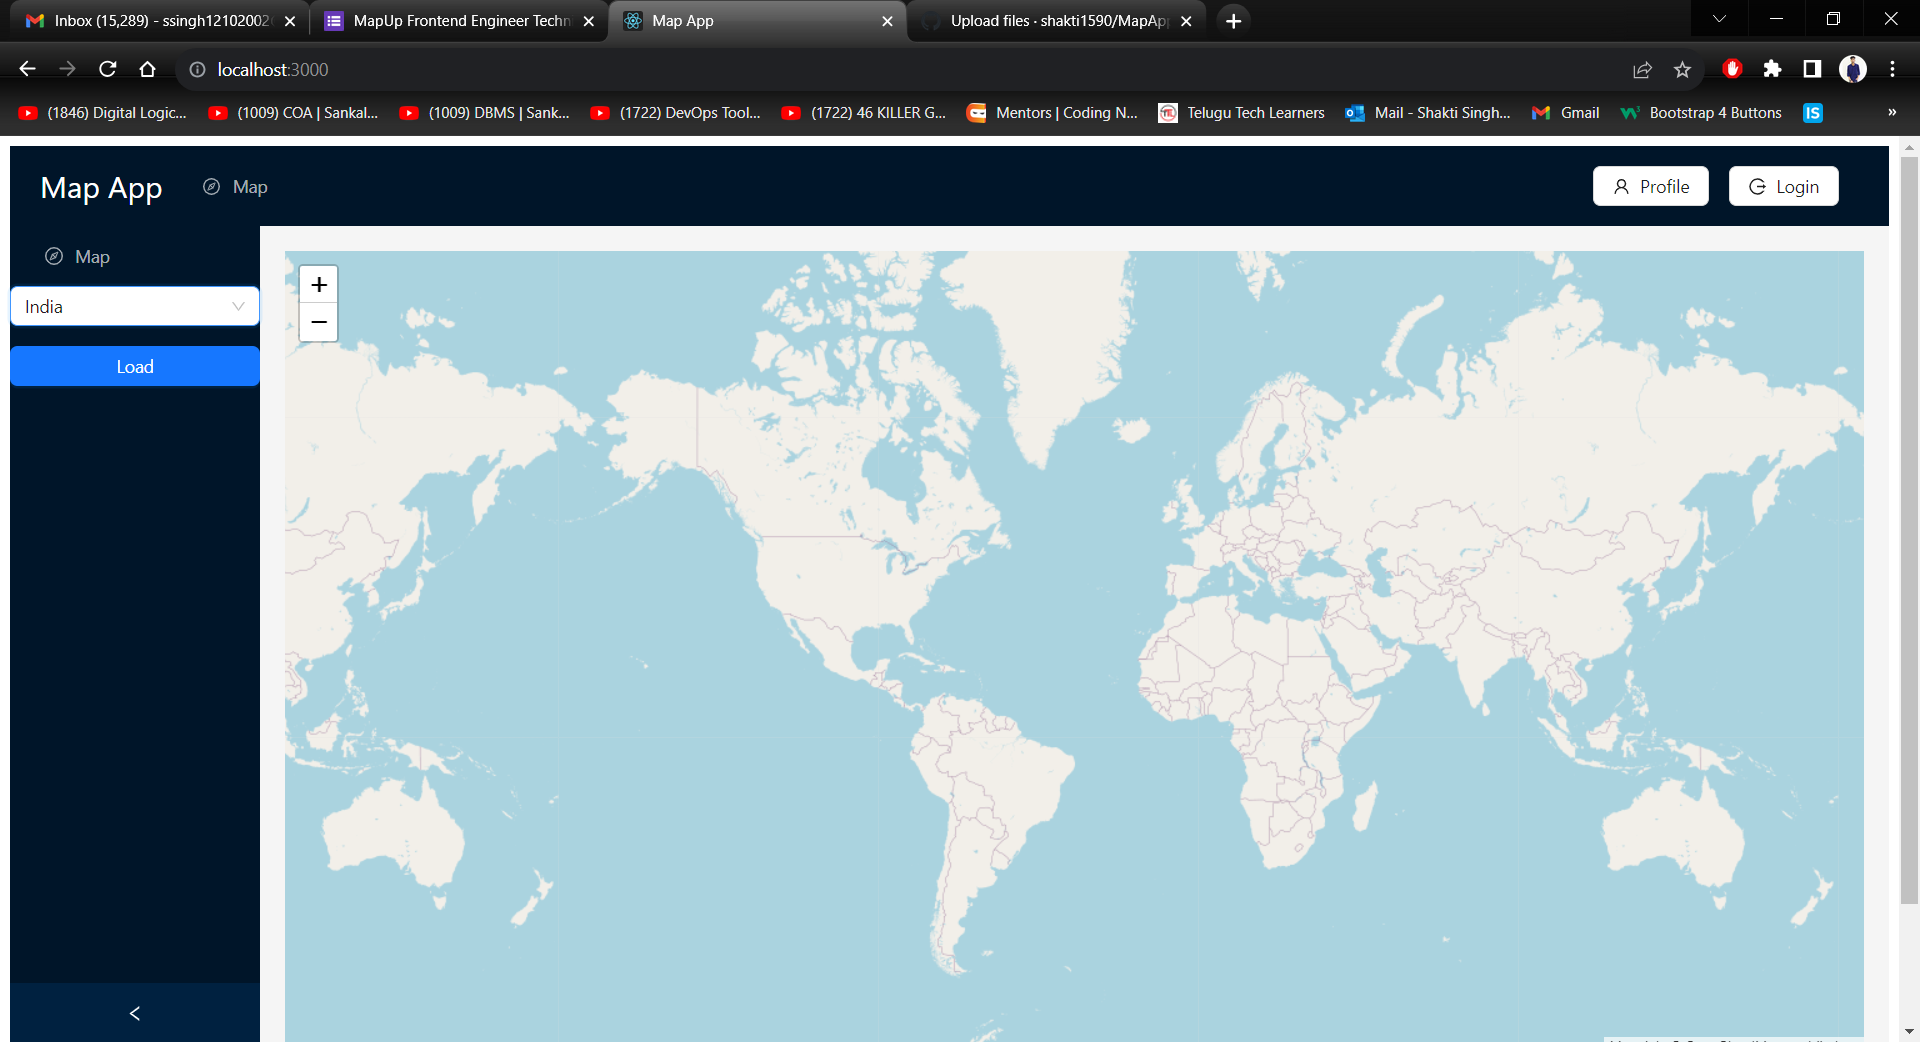 Inbox (15,289) - ssingh12102002
MapUp Frontend Engineer Techn
Map App
Upload files · shakti1590/MapApp
localhost:3000
(1846) Digital Logic...
(1009) COA | Sankal...
(1009) DBMS | Sank...
(1722) DevOps Tool...
(1722) 46 KILLER G...
Mentors | Coding N...
Telugu Tech Learners
Mail - Shakti Singh...
Gmail
Bootstrap 4 Buttons
IS
»
Map App
Map
Profile
Login
Map
India
Load
+
−